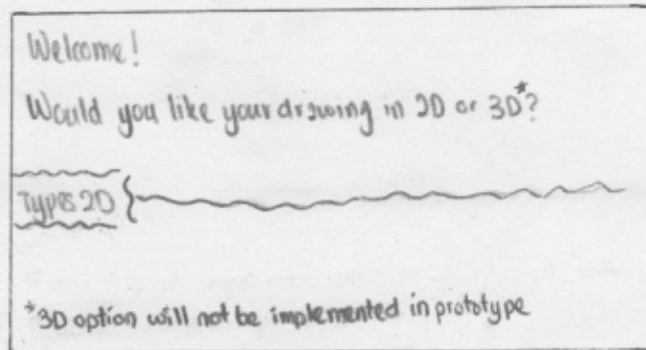 Welcome!
Would you like your drawing in 2D or 3D*?
Types 2D
*3D option will not be implemented in prototype